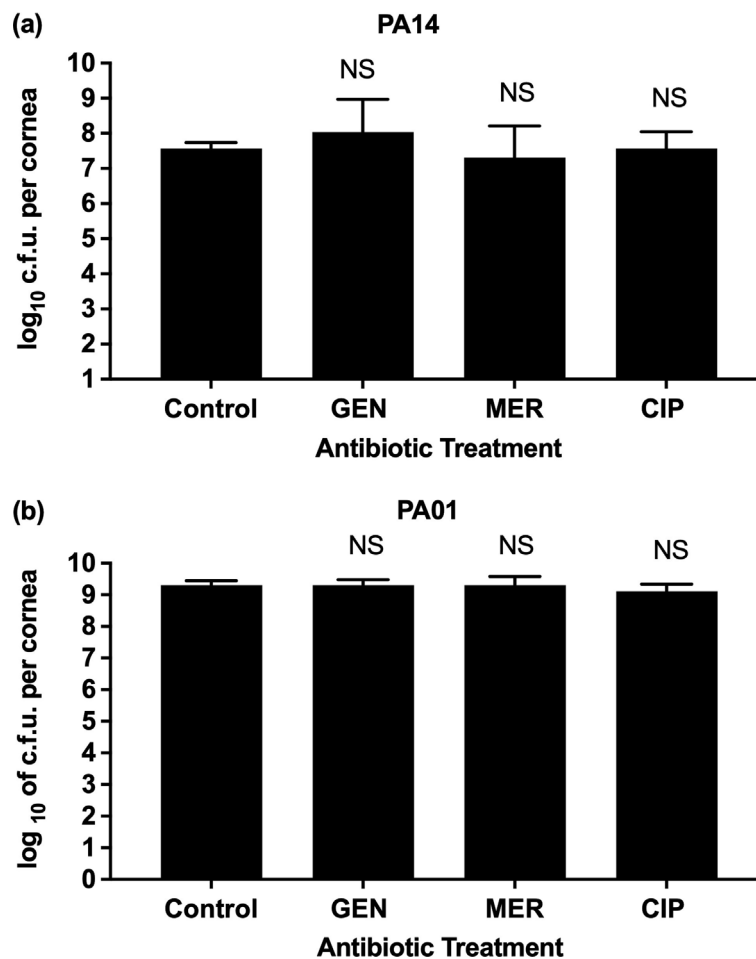 (a)
PA14
log10 c.f.u. per cornea
10
9
8
7
6
5
4
3
2
1
NS
NS
NS
Control GEN MER CIP
Antibiotic Treatment
(b)
PA01
log 10 of c.f.u. per cornea
10
9
8
7
6
5
4
3
2
1
0
NS
NS
NS
Control GEN MER CIP
Antibiotic Treatment